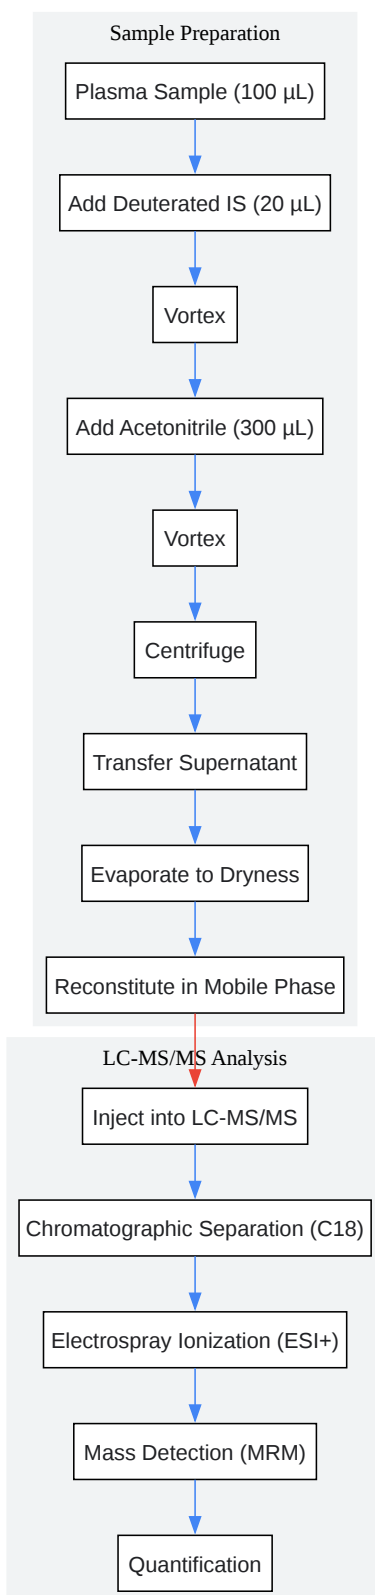 Sample Preparation
Plasma Sample (100 µL)
Add Deuterated IS (20 µL)
Vortex
Add Acetonitrile (300 µL)
Vortex
Centrifuge
Transfer Supernatant
Evaporate to Dryness
Reconstitute in Mobile Phase
LC-MS/MS Analysis
Inject into LC-MS/MS
Chromatographic Separation (C18)
Electrospray Ionization (ESI+)
Mass Detection (MRM)
Quantification